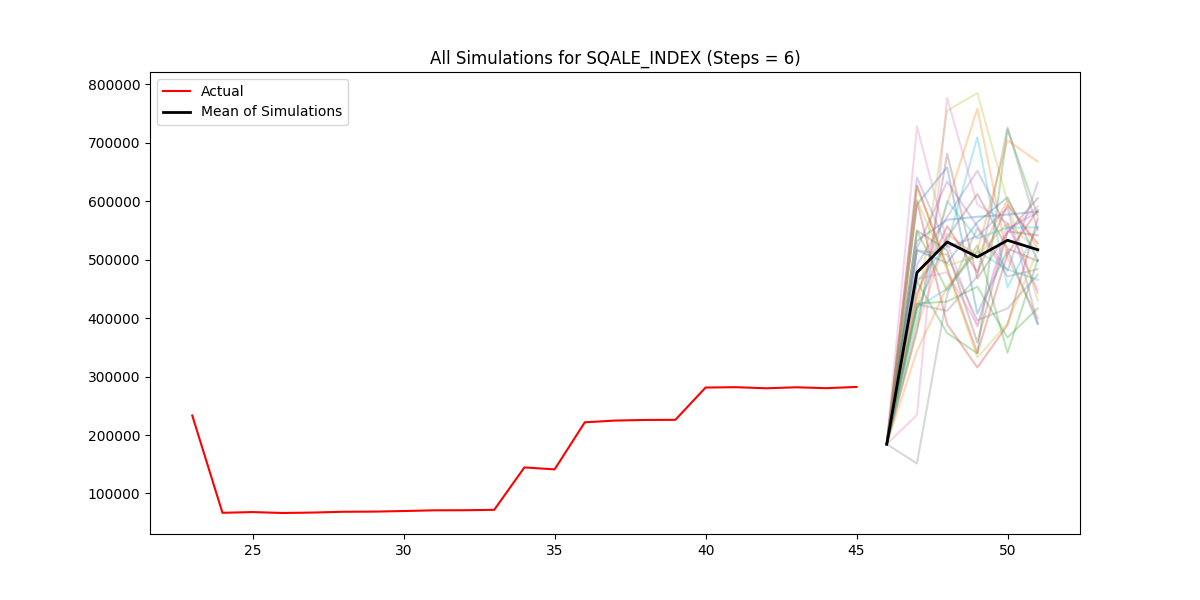 All Simulations for SQALE_INDEX (Steps = 6)
Actual
Mean of Simulations
800000
700000
600000
500000
400000
300000
200000
100000
25 30 35 40 45 50